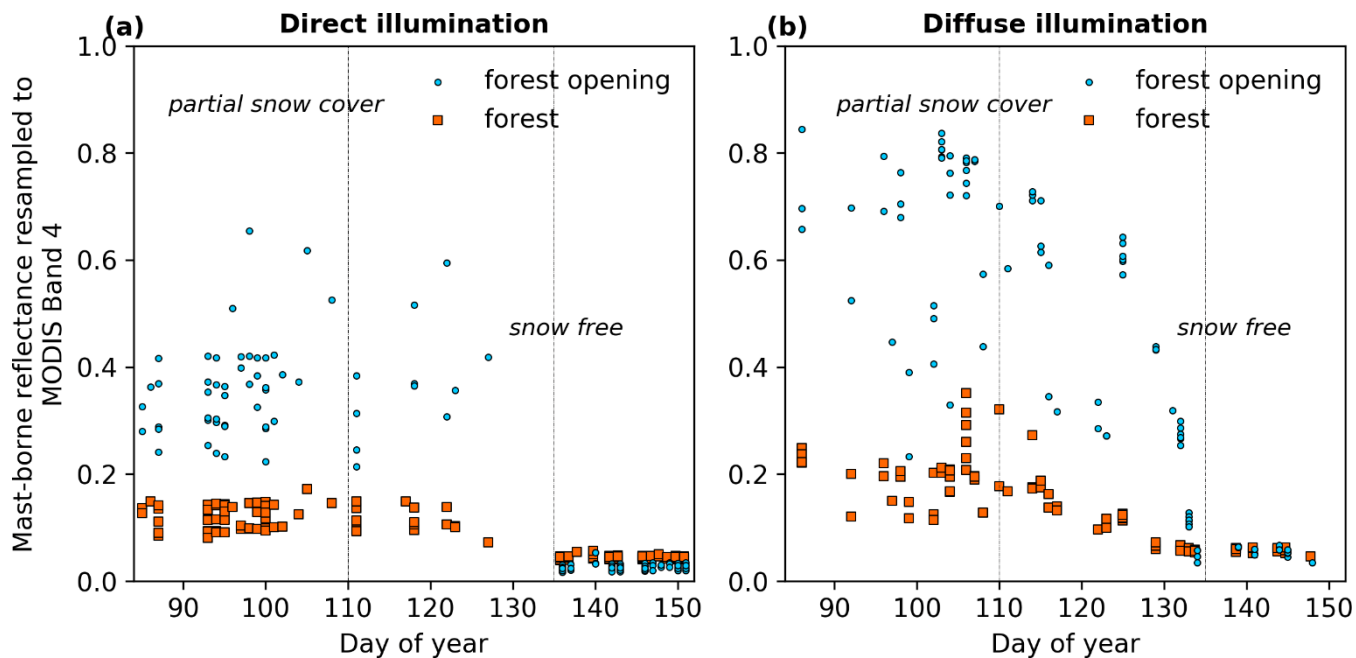 (a)
Direct illumination
1.0
0.8
0.6
0.4
0.2
0.0
Mast-borne reflectance resampled to
MODIS Band 4
forest opening
forest
partial snow cover
snow free
90 100 110 120 130 140 150
Day of year
(b)
Diffuse illumination
1.0
0.8
0.6
0.4
0.2
0.0
forest opening
forest
partial snow cover
snow free
90 100 110 120 130 140 150
Day of year